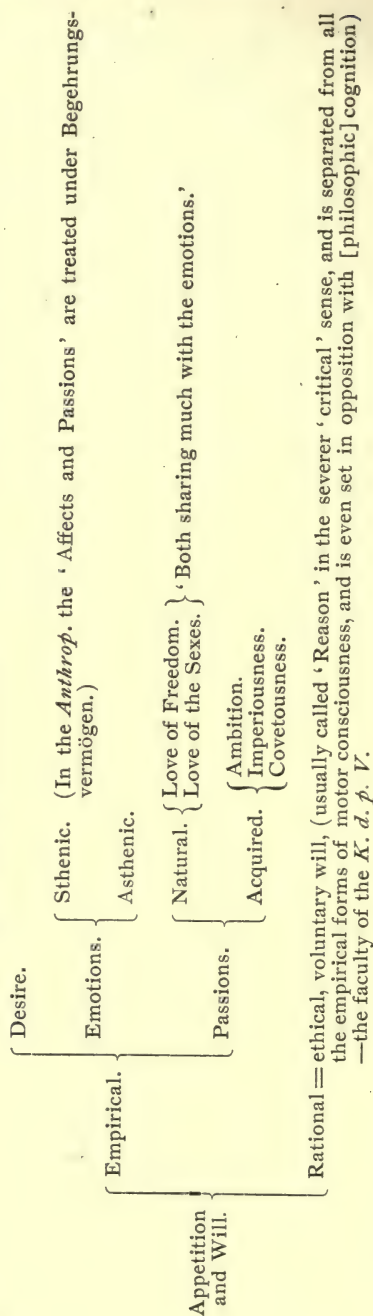 Desire.
Sthenic. (In the Anthrop. the ‘ Affects and Passions’ are treated under Begehrungs-
vermögen.)
Emotions.
Asthenic.
Empirical.
Natural. { Love of Freedom.
Love of the Sexes. } ‘ Both sharing much with the emotions.’
Passions.
Acquired. { Ambition.
Imperiousness.
Covetousness.
Appetition
and Will.
Rational = ethical, voluntary will, (usually called ‘ Reason ’ in the severer ‘ critical’ sense, and is separated from all
the empirical forms of motor consciousness, and is even set in opposition with [philosophic] cognition)
—the faculty of the K. d. p. V.